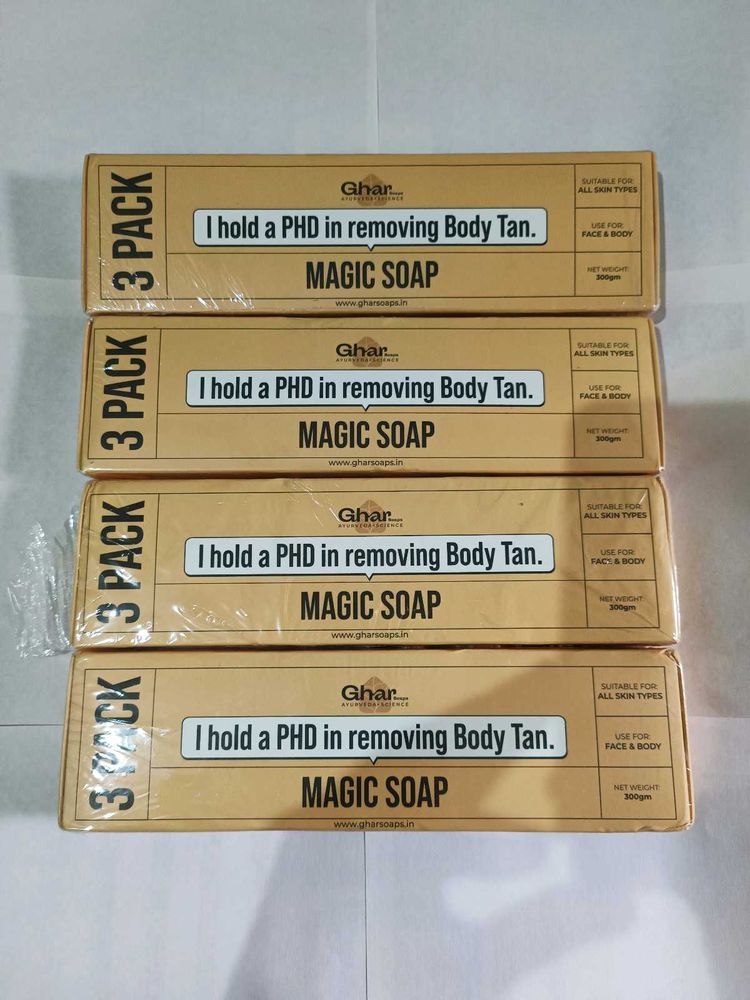 3 PACK
Ghar Soaps
AYURVEDA+SCIENCE
I hold a PHD in removing Body Tan.
MAGIC SOAP
www.gharsoaps.in
SUITABLE FOR:
ALL SKIN TYPES
USE FOR:
FACE & BODY
NET WEIGHT:
300gm
3 PACK
Ghar Soaps
AYURVEDA+SCIENCE
I hold a PHD in removing Body Tan.
MAGIC SOAP
www.gharsoaps.in
SUITABLE FOR:
ALL SKIN TYPES
USE FOR:
FACE & BODY
NET WEIGHT:
300gm
3 PACK
Ghar Soaps
AYURVEDA+SCIENCE
I hold a PHD in removing Body Tan.
MAGIC SOAP
www.gharsoaps.in
SUITABLE FOR:
ALL SKIN TYPES
USE FOR:
FACE & BODY
NET WEIGHT:
300gm
3 PACK
Ghar Soaps
AYURVEDA+SCIENCE
I hold a PHD in removing Body Tan.
MAGIC SOAP
www.gharsoaps.in
SUITABLE FOR:
ALL SKIN TYPES
USE FOR:
FACE & BODY
NET WEIGHT:
300gm